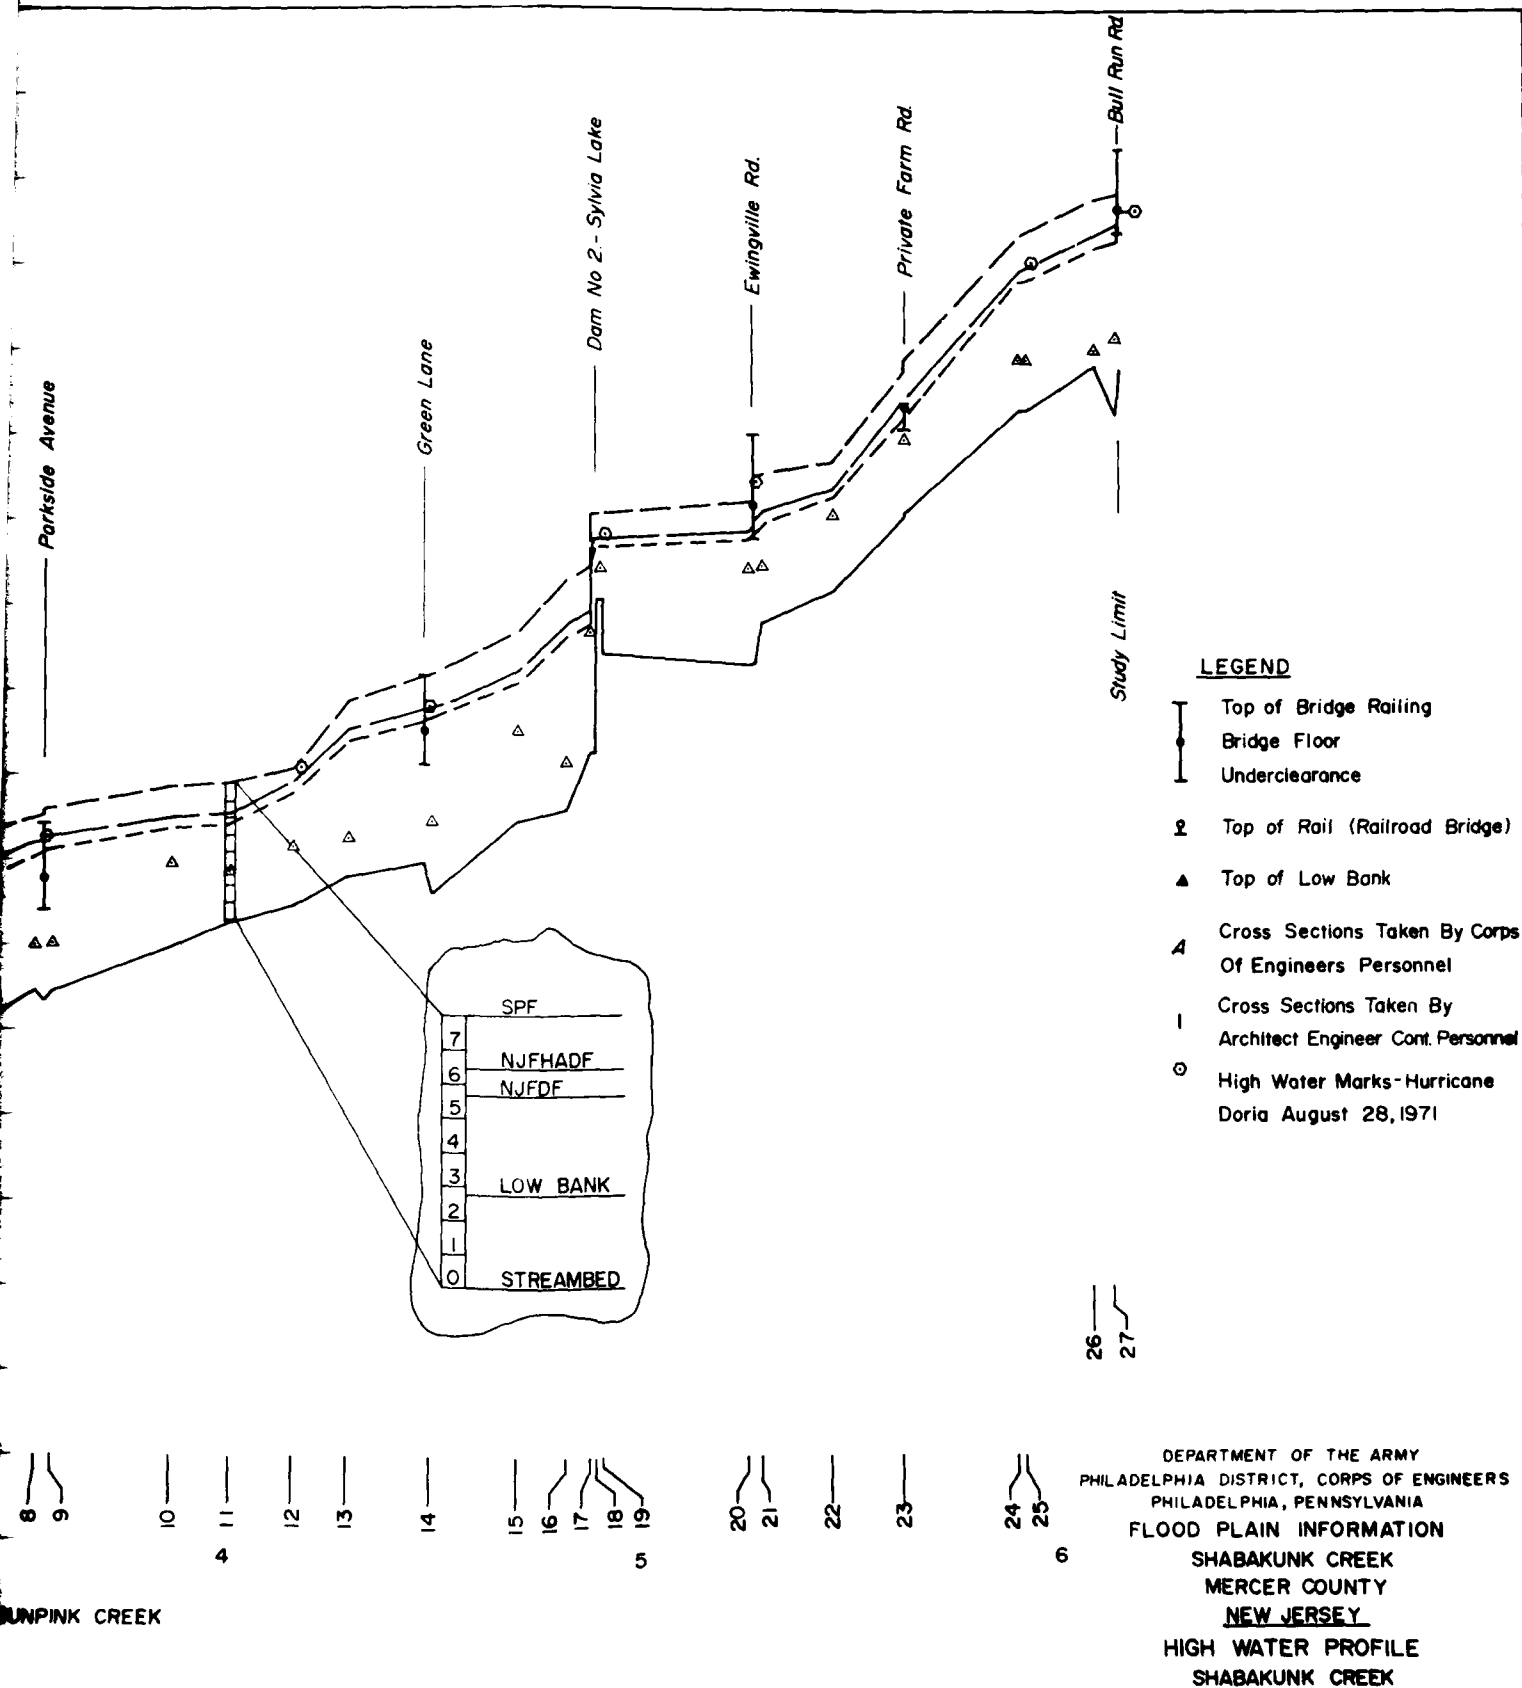 Parkside Avenue
Green Lane
Dam No 2.- Sylvia Lake
Ewingville Rd.
Private Farm Rd.
Bull Run Rd
Study Limit
LEGEND
Top of Bridge Railing
Bridge Floor
Underclearance
Top of Rail (Railroad Bridge)
Top of Low Bank
Cross Sections Taken By Corps
Of Engineers Personnel
Cross Sections Taken By
Architect Engineer Cont. Personnel
High Water Marks-Hurricane
Doria August 28,1971
SPF
7
NJFHADF
6
NJFDF
5
4
3
LOW BANK
2
1
0
STREAMBED
26
27
8
9
10
11
12
13
14
15
16
17
18
19
20
21
22
23
24
25
4
5
6
UNPINK CREEK
DEPARTMENT OF THE ARMY
PHILADELPHIA DISTRICT, CORPS OF ENGINEERS
PHILADELPHIA, PENNSYLVANIA
FLOOD PLAIN INFORMATION
SHABAKUNK CREEK
MERCER COUNTY
NEW JERSEY
HIGH WATER PROFILE
SHABAKUNK CREEK